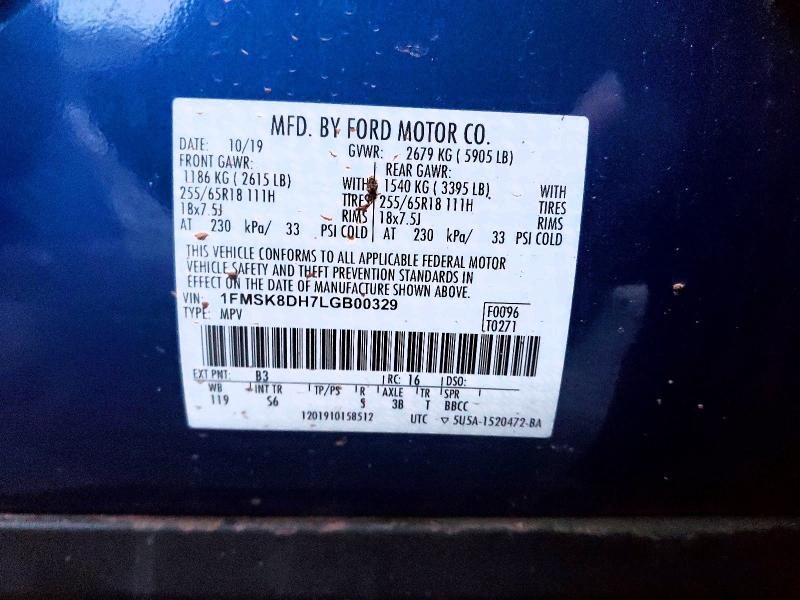 MFD. BY FORD MOTOR CO.
DATE: 10/19 GVWR: 2679 KG ( 5905 LB)
FRONT GAWR: REAR GAWR:
1186 KG ( 2615 LB) WITH 1540 KG ( 3395 LB) WITH
255/65R18 111H TIRES 255/65R18 111H TIRES
18x7.5J RIMS 18x7.5J RIMS
AT 230 kPa/ 33 PSI COLD AT 230 kPa/ 33 PSI COLD
THIS VEHICLE CONFORMS TO ALL APPLICABLE FEDERAL MOTOR
VEHICLE SAFETY AND THEFT PREVENTION STANDARDS IN
EFFECT ON THE DATE OF MANUFACTURE SHOWN ABOVE.
VIN: 1FMSK8DH7LGB00329
TYPE: MPV
F0096
T0271
EXT PNT: B3 RC: 16 DSO:
WB INT TR TP/PS R AXLE TR SPR
119 S6 3B T BBCC
1201910158512 UTC ▽ 5U5A-1520472-BA